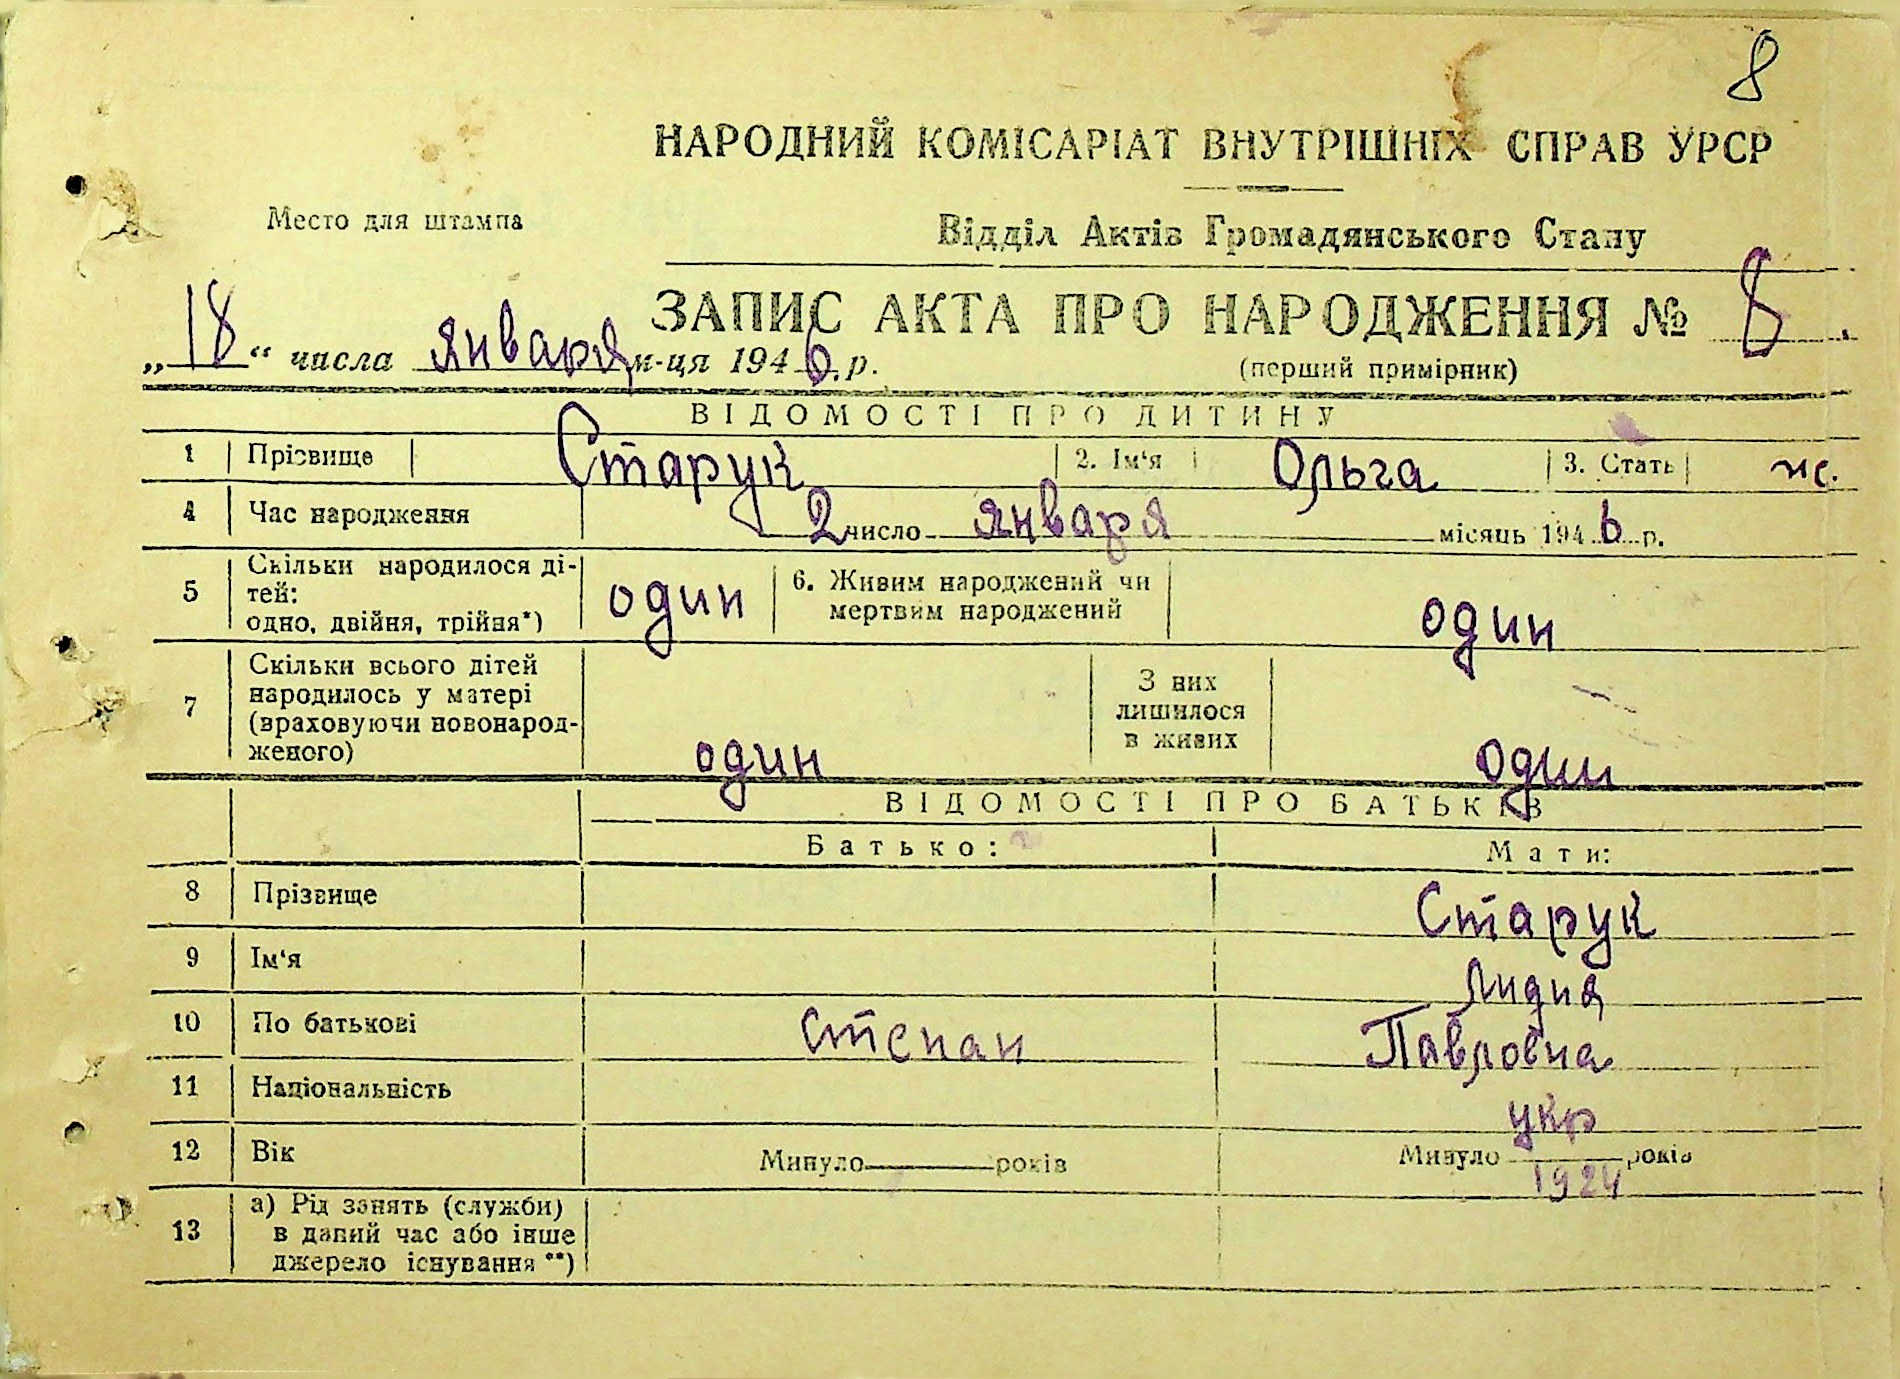 8
НАРОДНИЙ КОМІСАРІАТ ВНУТРІШНІХ СПРАВ УРСР
Место для штампа
Відділ Актів Громадянського Стану
ЗАПИС АКТА ПРО НАРОДЖЕННЯ № 8
„18“ числа января м-ця 1946 р.
(перший примірник)
ВІДОМОСТІ ПРО ДИТИНУ
1 Прізвище Старук 2. Ім‘я Ольга 3. Стать ж.
4 Час народження 2 число января місяць 1946 р.
5 Скільки народилося ді-
тей:
одно, двійня, трійня*) один
6. Живим народжений чи
мертвим народжений один
7 Скільки всього дітей
народилось у матері
(враховуючи новонарод-
женого) один
З них
лишилося
в живих один
ВІДОМОСТІ ПРО БАТЬКІВ
Батько: Мати:
8 Прізвище Старук
9 Ім‘я Лидия
10 По батькові Степан Павловна
11 Національність укр
12 Вік Минуло років Минуло років
1924
13 а) Рід занять (служби)
в даний час або інше
джерело існування **)